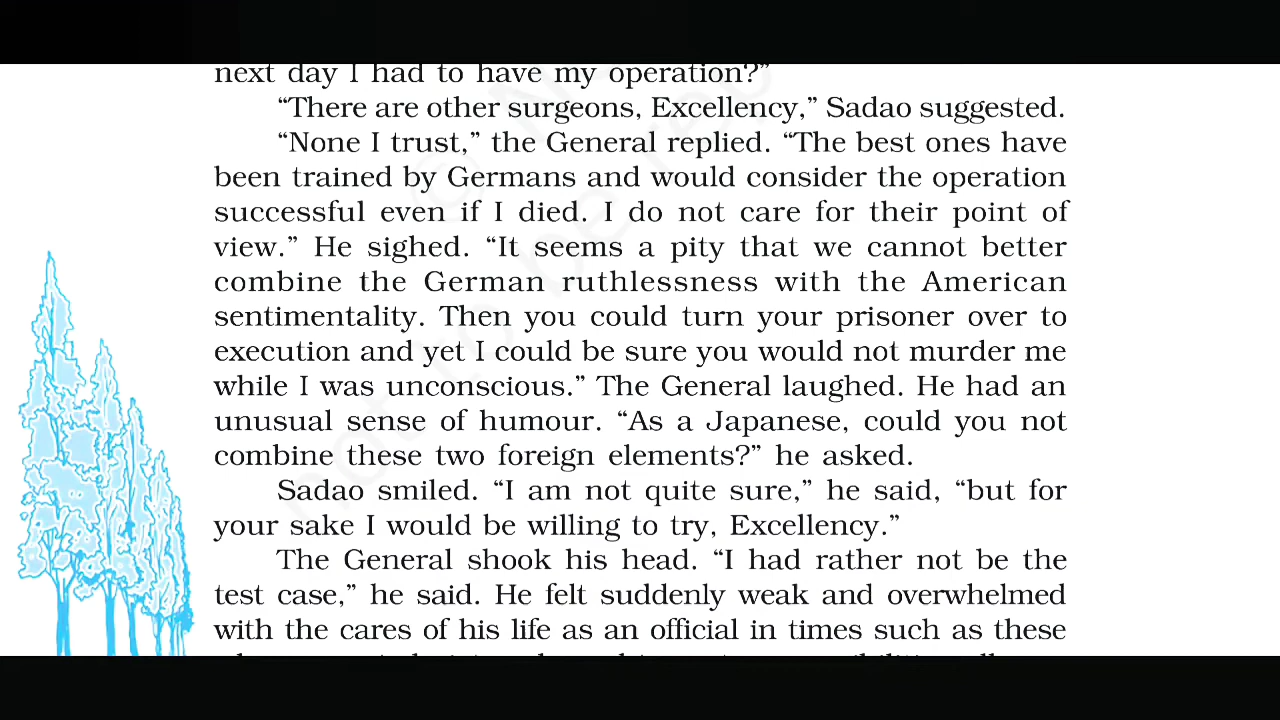 next day I had to have my operation?”
“There are other surgeons, Excellency,” Sadao suggested.
“None I trust,” the General replied. “The best ones have
been trained by Germans and would consider the operation
successful even if I died. I do not care for their point of
view.” He sighed. “It seems a pity that we cannot better
combine the German ruthlessness with the American
sentimentality. Then you could turn your prisoner over to
execution and yet I could be sure you would not murder me
while I was unconscious.” The General laughed. He had an
unusual sense of humour. “As a Japanese, could you not
combine these two foreign elements?” he asked.
Sadao smiled. “I am not quite sure,” he said, “but for
your sake I would be willing to try, Excellency.”
The General shook his head. “I had rather not be the
test case,” he said. He felt suddenly weak and overwhelmed
with the cares of his life as an official in times such as these